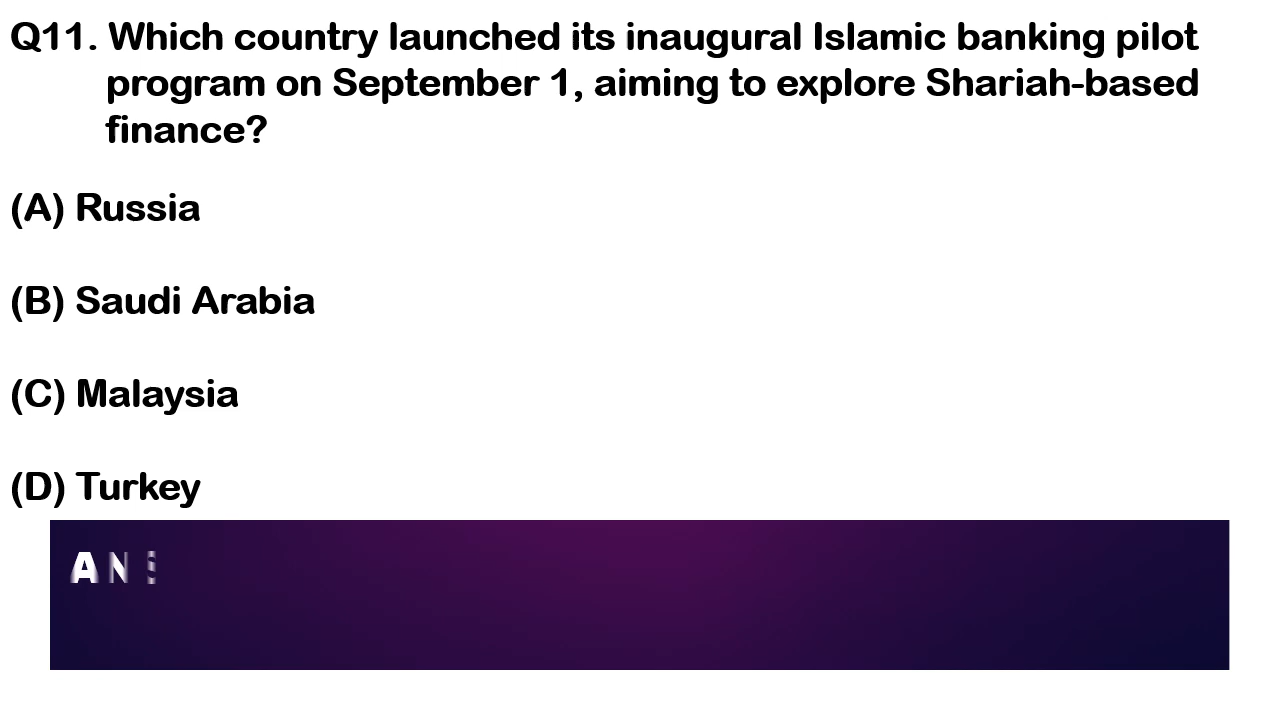 Q11. Which country launched its inaugural Islamic banking pilot
program on September 1, aiming to explore Shariah-based
finance?
(A) Russia
(B) Saudi Arabia
(C) Malaysia
(D) Turkey
A N